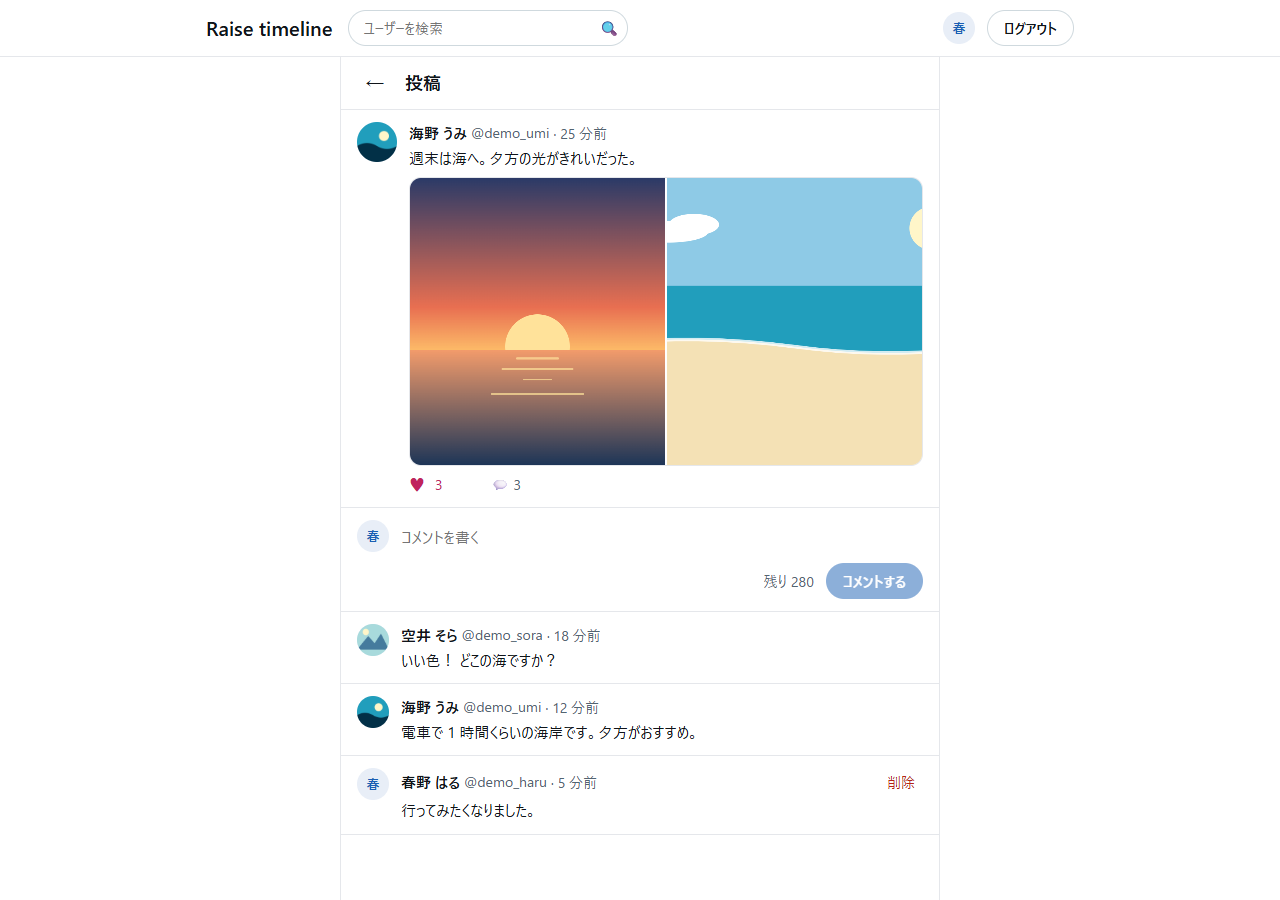 Raise timeline ユーザーを検索 春 ログアウト
← 投稿
海野 うみ @demo_umi · 25 分前
週末は海へ。夕方の光がきれいだった。
♥ 3 💬 3
春 コメントを書く
残り 280 コメントする
空井 そら @demo_sora · 18 分前
いい色！ どこの海ですか？
海野 うみ @demo_umi · 12 分前
電車で 1 時間くらいの海岸です。夕方がおすすめ。
春 春野 はる @demo_haru · 5 分前 削除
行ってみたくなりました。